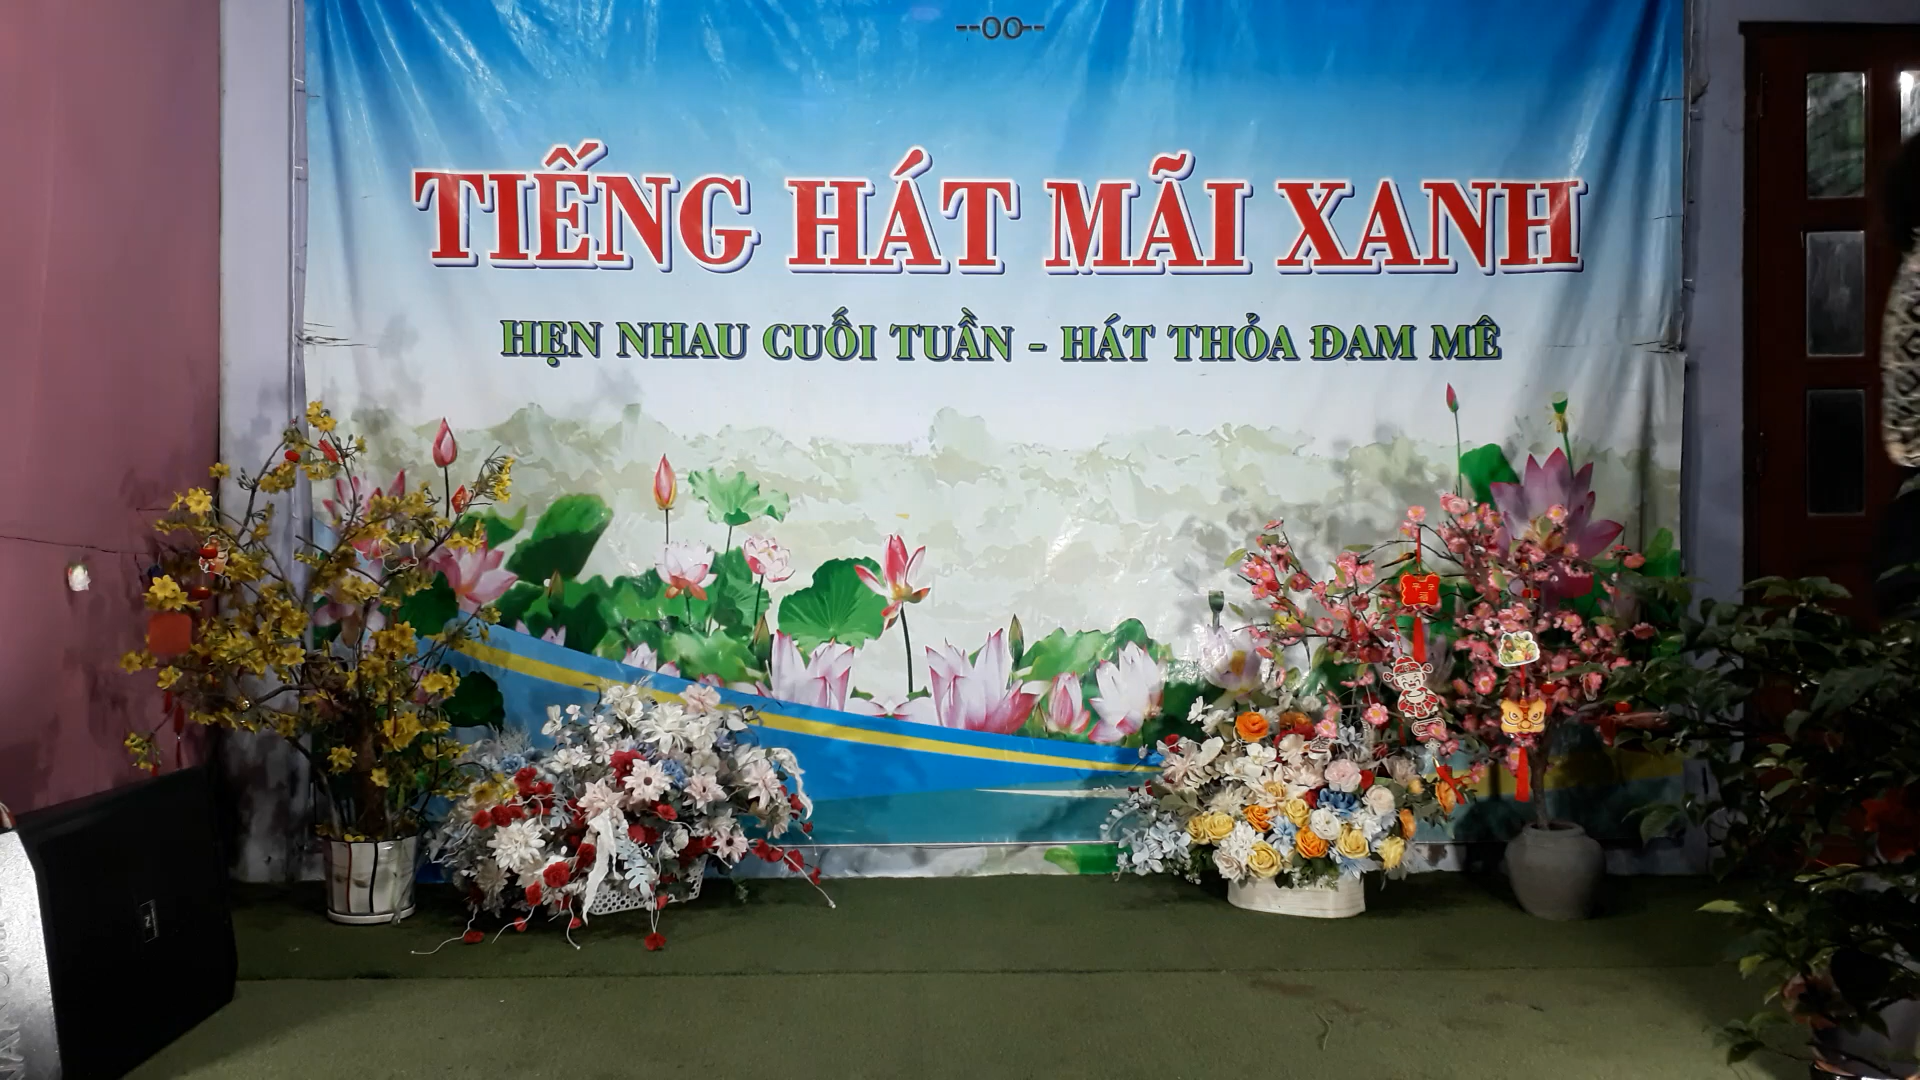 --OO--
TIẾNG HÁT MÃI XANH
HẸN NHAU CUỐI TUẦN - HÁT THỎA ĐAM MÊ